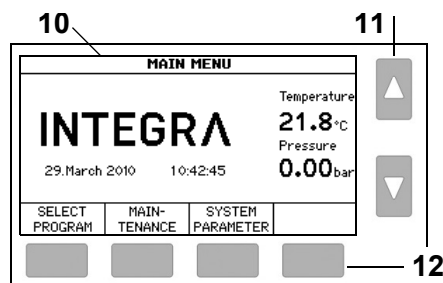 10
11
MAIN MENU
Temperature
21.8°C
Pressure
0.00bar
INTEGRA
29.March 2010 10:42:45
SELECT PROGRAM
MAIN-TENANCE
SYSTEM PARAMETER
12